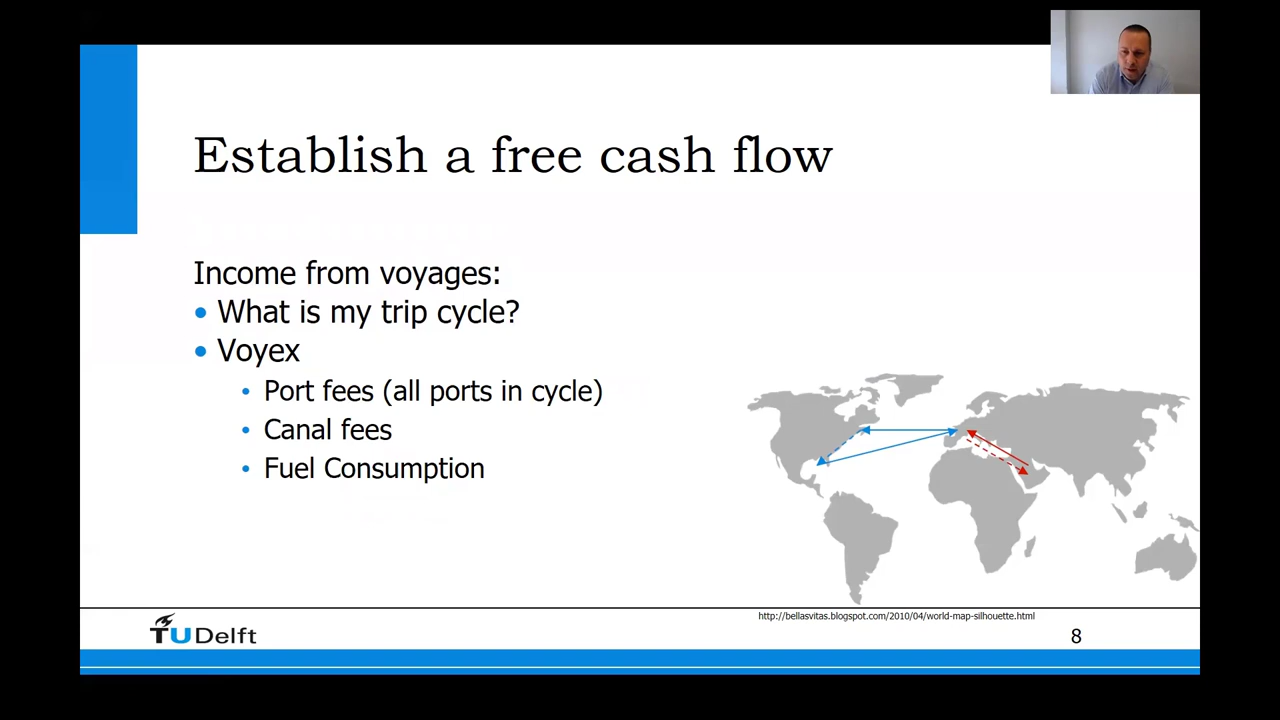 Establish a free cash flow
Income from voyages:
• What is my trip cycle?
• Voyex
• Port fees (all ports in cycle)
• Canal fees
• Fuel Consumption
http://bellasvitas.blogspot.com/2010/04/world-map-silhouette.html
TUDelft
8